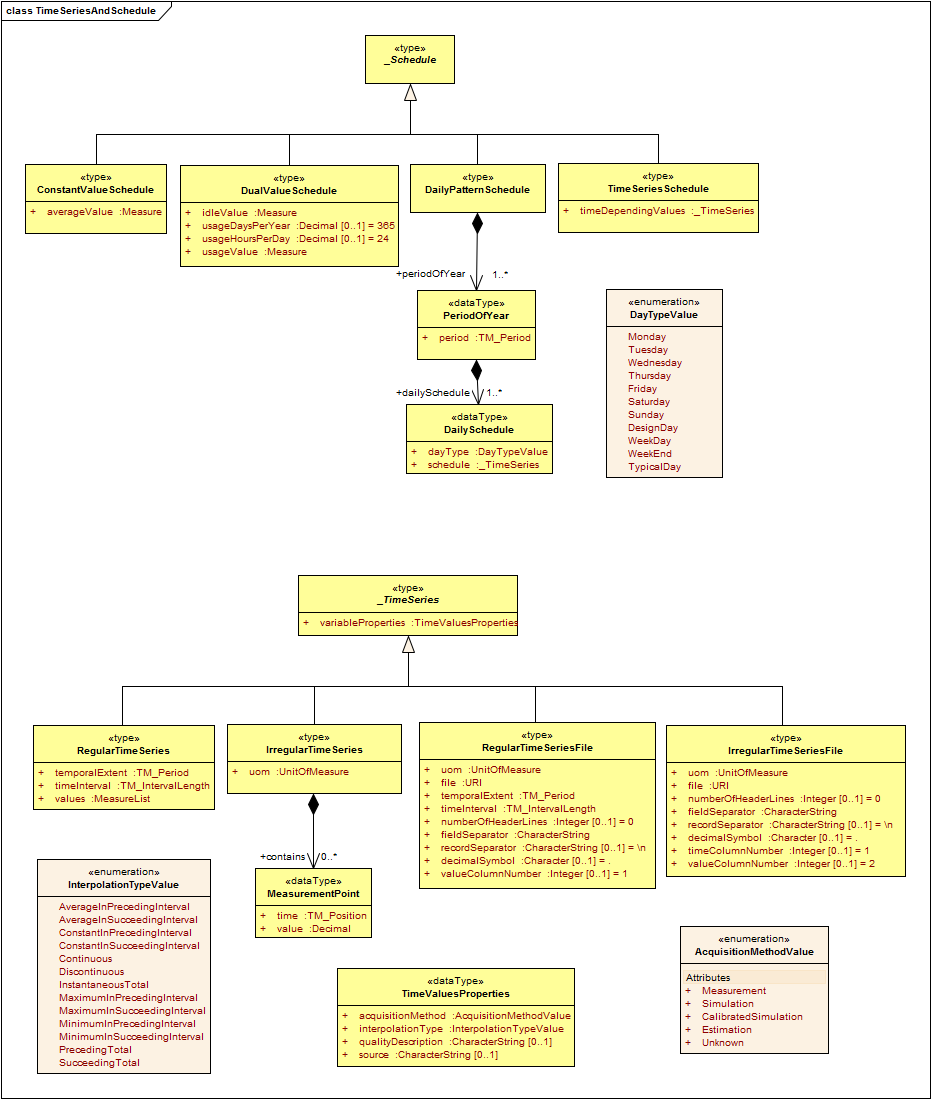 class TimeSeriesAndSchedule
«type»
_Schedule
«type»
ConstantValueSchedule
+ averageValue :Measure
«type»
DualValueSchedule
+ idleValue :Measure
+ usageDaysPerYear :Decimal [0..1] = 365
+ usageHoursPerDay :Decimal [0..1] = 24
+ usageValue :Measure
«type»
DailyPatternSchedule
«type»
TimeSeriesSchedule
+ timeDependingValues :_TimeSeries
+periodOfYear 1..*
«dataType»
PeriodOfYear
+ period :TM_Period
+dailySchedule 1..*
«dataType»
DailySchedule
+ dayType :DayTypeValue
+ schedule :_TimeSeries
«enumeration»
DayTypeValue
Monday
Tuesday
Wednesday
Thursday
Friday
Saturday
Sunday
DesignDay
WeekDay
WeekEnd
TypicalDay
«type»
_TimeSeries
+ variableProperties :TimeValuesProperties
«type»
RegularTimeSeries
+ temporalExtent :TM_Period
+ timeInterval :TM_IntervalLength
+ values :MeasureList
«type»
IrregularTimeSeries
+ uom :UnitOfMeasure
«type»
RegularTimeSeriesFile
+ uom :UnitOfMeasure
+ file :URI
+ temporalExtent :TM_Period
+ timeInterval :TM_IntervalLength
+ numberOfHeaderLines :Integer [0..1] = 0
+ fieldSeparator :CharacterString
+ recordSeparator :CharacterString [0..1] = \n
+ decimalSymbol :Character [0..1] = .
+ valueColumnNumber :Integer [0..1] = 1
«type»
IrregularTimeSeriesFile
+ uom :UnitOfMeasure
+ file :URI
+ numberOfHeaderLines :Integer [0..1] = 0
+ fieldSeparator :CharacterString
+ recordSeparator :CharacterString [0..1] = \n
+ decimalSymbol :Character [0..1] = .
+ timeColumnNumber :Integer [0..1] = 1
+ valueColumnNumber :Integer [0..1] = 2
+contains 0..*
«dataType»
MeasurementPoint
+ time :TM_Position
+ value :Decimal
«enumeration»
InterpolationTypeValue
AverageInPrecedingInterval
AverageInSucceedingInterval
ConstantInPrecedingInterval
ConstantInSucceedingInterval
Continuous
Discontinuous
InstantaneousTotal
MaximumInPrecedingInterval
MaximumInSucceedingInterval
MinimumInPrecedingInterval
MinimumInSucceedingInterval
PrecedingTotal
SucceedingTotal
«dataType»
TimeValuesProperties
+ acquisitionMethod :AcquisitionMethodValue
+ interpolationType :InterpolationTypeValue
+ qualityDescription :CharacterString [0..1]
+ source :CharacterString [0..1]
«enumeration»
AcquisitionMethodValue
Attributes
+ Measurement
+ Simulation
+ CalibratedSimulation
+ Estimation
+ Unknown